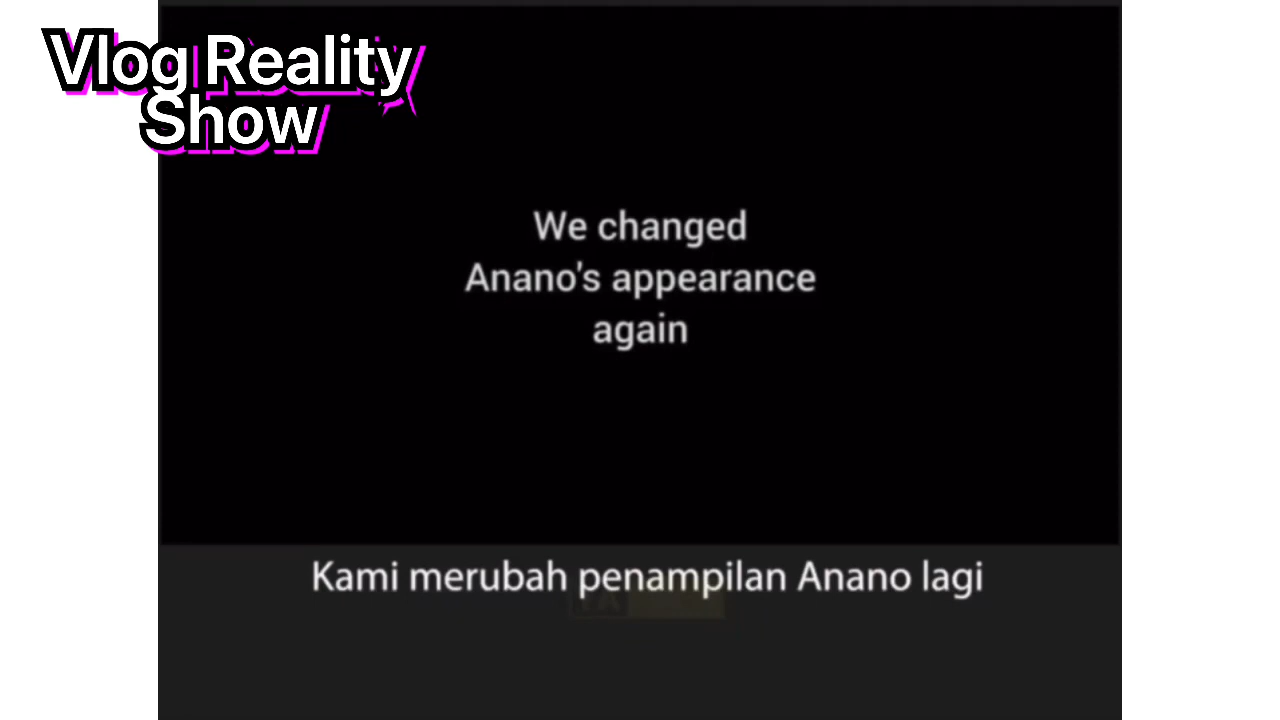 Vlog Reality
Show
We changed
Anano's appearance
again
Kami merubah penampilan Anano lagi